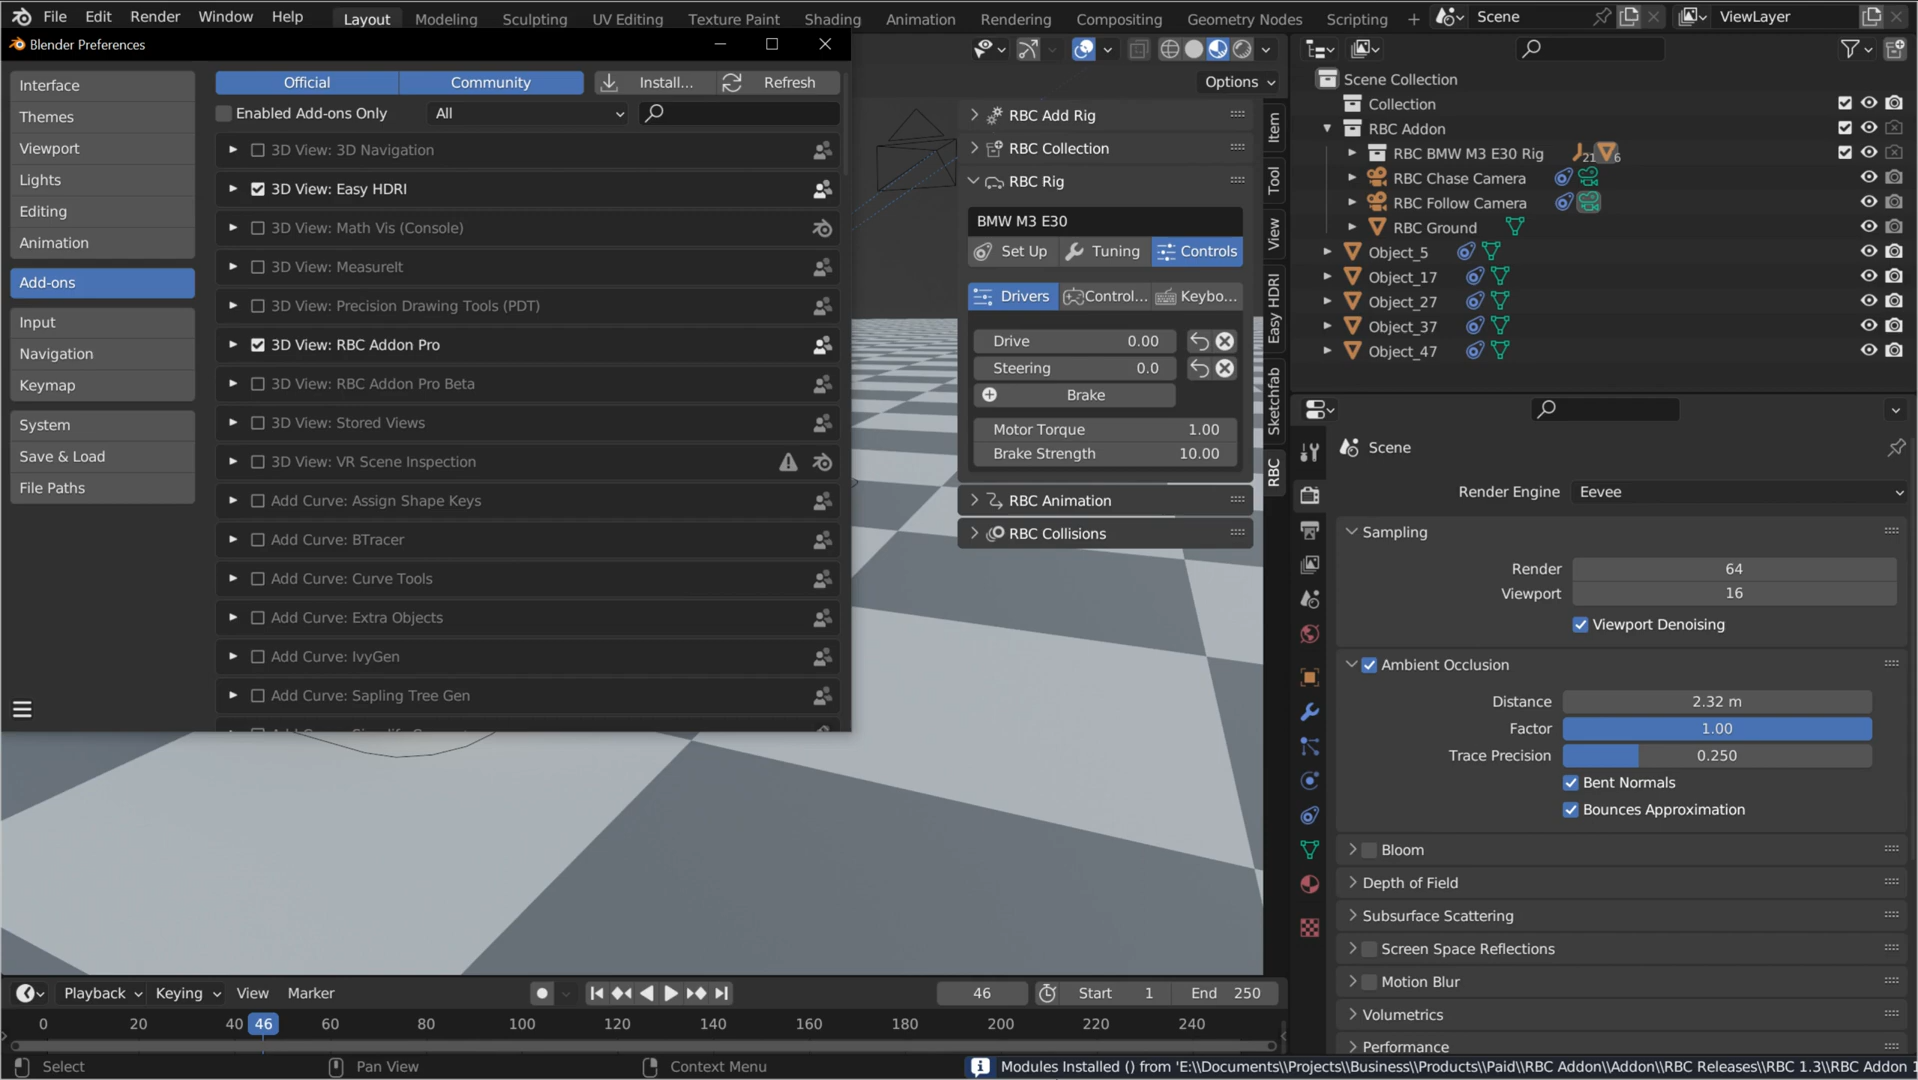 File Edit Render Window Help Layout Modeling Sculpting UV Editing Texture Paint Shading Animation Rendering Compositing Geometry Nodes Scripting + Scene ViewLayer
Blender Preferences
Interface
Themes
Viewport
Lights
Editing
Animation
Add-ons
Input
Navigation
Keymap
System
Save & Load
File Paths
Official Community Install... Refresh
Enabled Add-ons Only All
3D View: 3D Navigation
3D View: Easy HDRI
3D View: Math Vis (Console)
3D View: MeasureIt
3D View: Precision Drawing Tools (PDT)
3D View: RBC Addon Pro
3D View: RBC Addon Pro Beta
3D View: Stored Views
3D View: VR Scene Inspection
Add Curve: Assign Shape Keys
Add Curve: BTracer
Add Curve: Curve Tools
Add Curve: Extra Objects
Add Curve: IvyGen
Add Curve: Sapling Tree Gen
Options
RBC Add Rig
RBC Collection
RBC Rig
BMW M3 E30
Set Up Tuning Controls
Drivers Control... Keybo...
Drive 0.00
Steering 0.0
Brake
Motor Torque 1.00
Brake Strength 10.00
RBC Animation
RBC Collisions
Item
Tool
View
Easy HDRI
Sketchfab
RBC
Scene Collection
Collection
RBC Addon
RBC BMW M3 E30 Rig 21 6
RBC Chase Camera
RBC Follow Camera
RBC Ground
Object_5
Object_17
Object_27
Object_37
Object_47
Scene
Render Engine Eevee
Sampling
Render 64
Viewport 16
Viewport Denoising
Ambient Occlusion
Distance 2.32 m
Factor 1.00
Trace Precision 0.250
Bent Normals
Bounces Approximation
Bloom
Depth of Field
Subsurface Scattering
Screen Space Reflections
Motion Blur
Volumetrics
Performance
Playback Keying View Marker 46 Start 1 End 250
0 20 40 46 60 80 100 120 140 160 180 200 220 240
Select Pan View Context Menu Modules Installed () from 'E:\\Documents\\Projects\\Business\\Products\\Paid\\RBC Addon\\Addon\\RBC Releases\\RBC 1.3\\RBC Addon 1